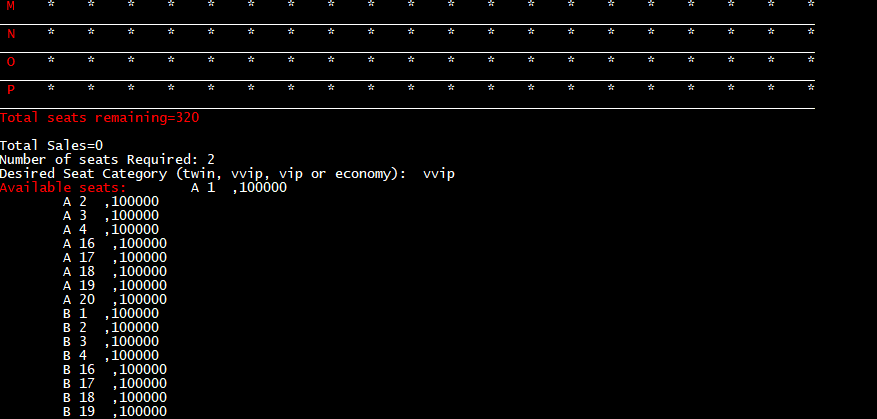 M * * * * * * * * * * * * * * * * * * * *
N * * * * * * * * * * * * * * * * * * * *
O * * * * * * * * * * * * * * * * * * * *
P * * * * * * * * * * * * * * * * * * * *
Total seats remaining=320
Total Sales=0
Number of seats Required: 2
Desired Seat Category (twin, vvip, vip or economy):  vvip
Available seats:        A 1  ,100000
A 2  ,100000
A 3  ,100000
A 4  ,100000
A 16  ,100000
A 17  ,100000
A 18  ,100000
A 19  ,100000
A 20  ,100000
B 1  ,100000
B 2  ,100000
B 3  ,100000
B 4  ,100000
B 16  ,100000
B 17  ,100000
B 18  ,100000
B 19  ,100000